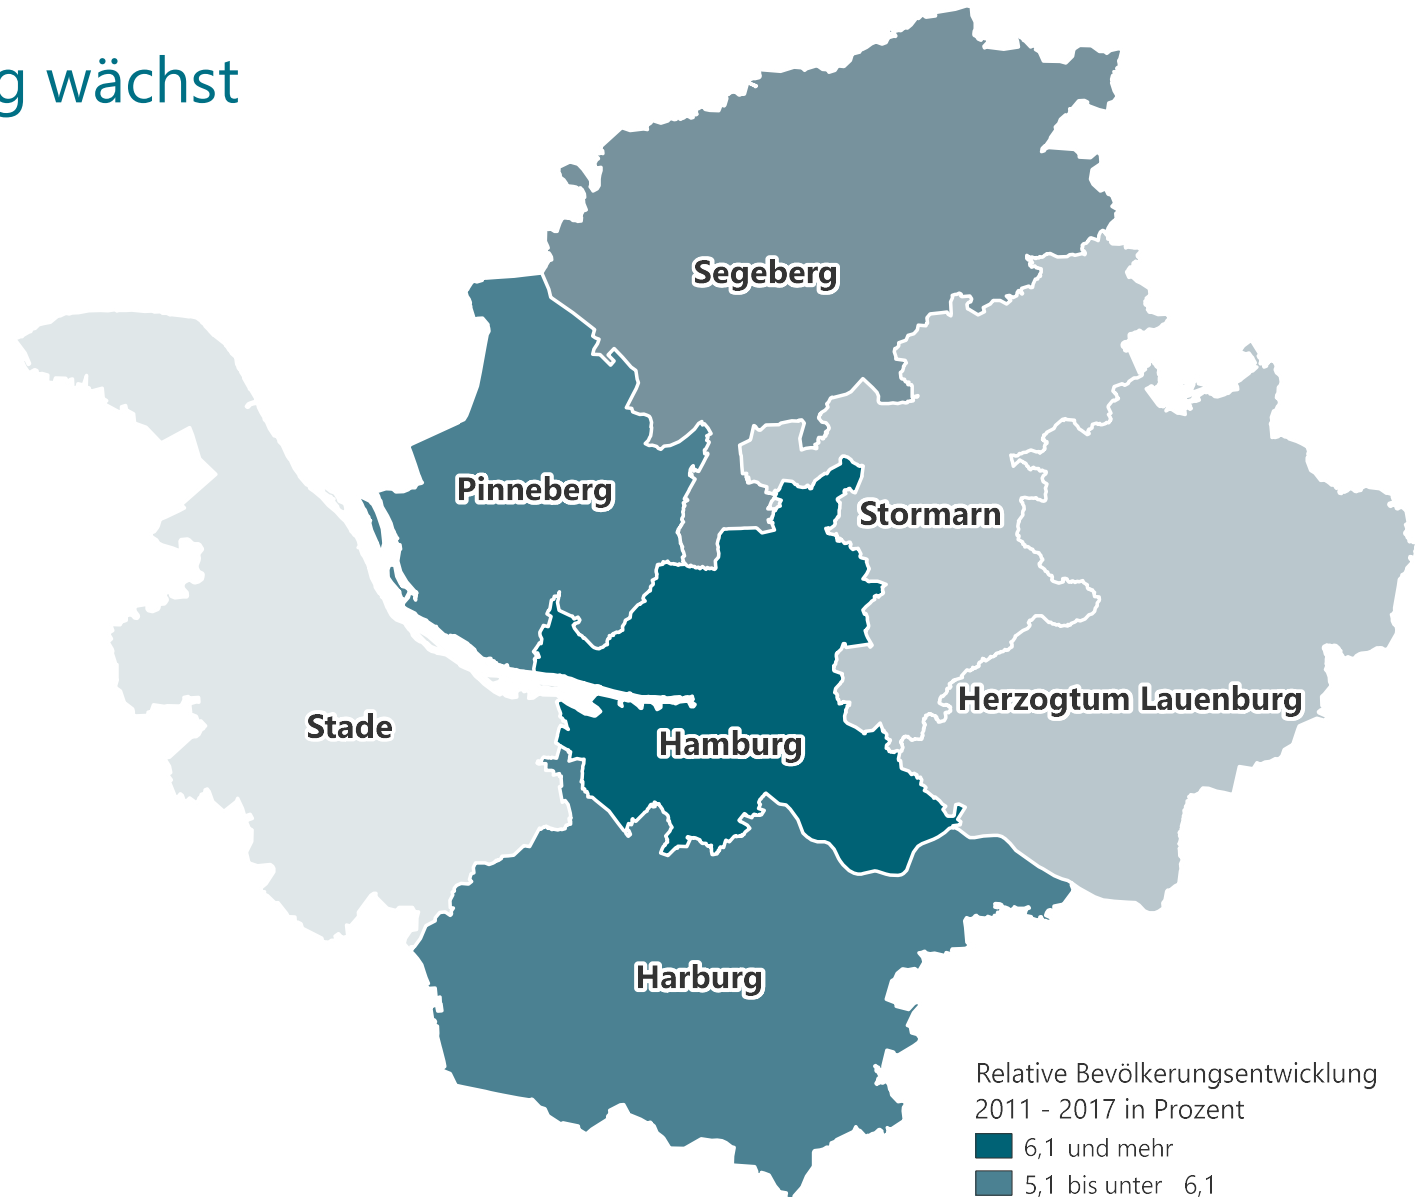 g wächst
Segeberg
Pinneberg
Stormarn
Herzogtum Lauenburg
Stade
Hamburg
Harburg
Relative Bevölkerungsentwicklung
2011 - 2017 in Prozent
6,1 und mehr
5,1 bis unter 6,1